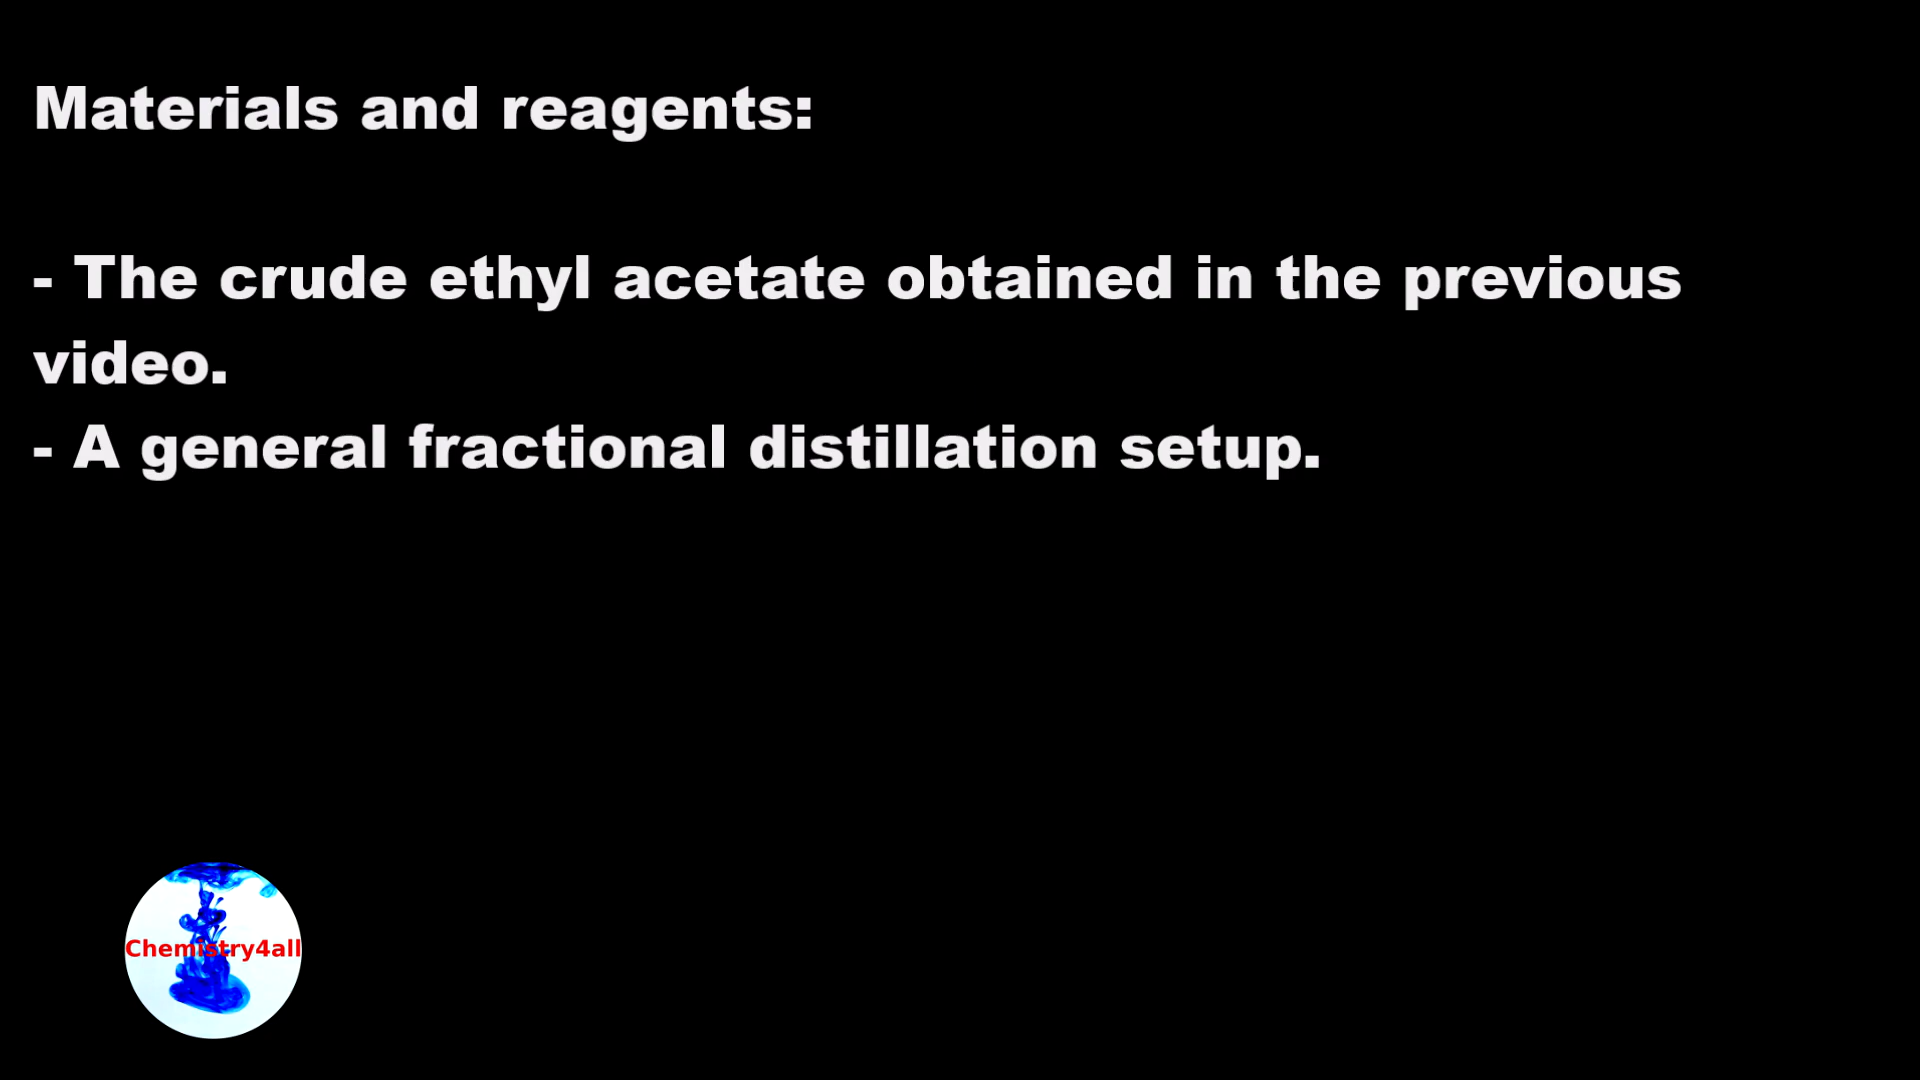 Materials and reagents:
- The crude ethyl acetate obtained in the previous
video.
- A general fractional distillation setup.
Chemistry4all